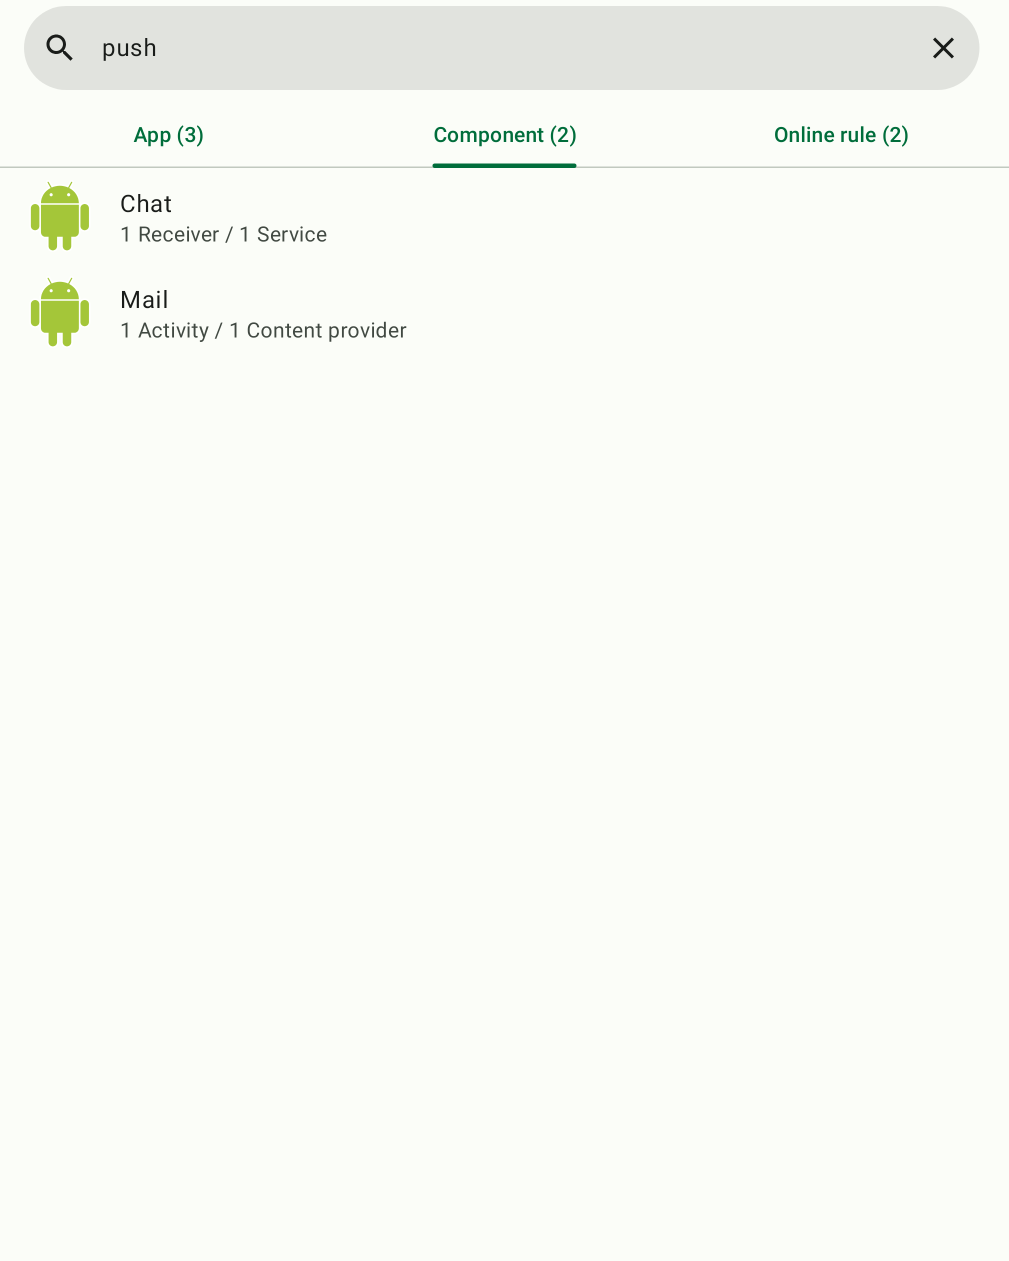 push
App (3)
Component (2)
Online rule (2)
Chat
1 Receiver / 1 Service
Mail
1 Activity / 1 Content provider